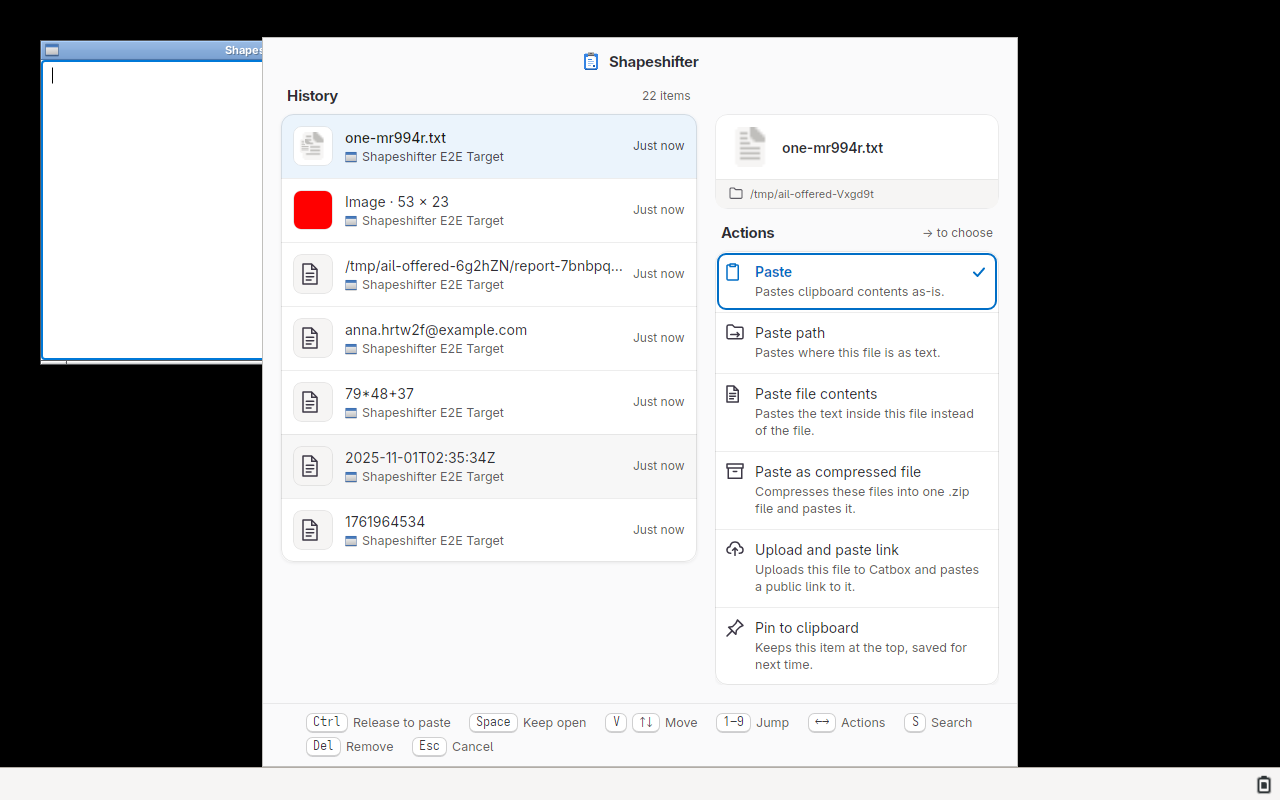 Shapes
Shapeshifter
History
22 items
one-mr994r.txt
Shapeshifter E2E Target
Just now
Image · 53 × 23
Shapeshifter E2E Target
Just now
/tmp/ail-offered-6g2hZN/report-7bnbpq...
Shapeshifter E2E Target
Just now
anna.hrtw2f@example.com
Shapeshifter E2E Target
Just now
79*48+37
Shapeshifter E2E Target
Just now
2025-11-01T02:35:34Z
Shapeshifter E2E Target
Just now
1761964534
Shapeshifter E2E Target
Just now
one-mr994r.txt
/tmp/ail-offered-Vxgd9t
Actions
→ to choose
Paste
Pastes clipboard contents as-is.
Paste path
Pastes where this file is as text.
Paste file contents
Pastes the text inside this file instead
of the file.
Paste as compressed file
Compresses these files into one .zip
file and pastes it.
Upload and paste link
Uploads this file to Catbox and pastes
a public link to it.
Pin to clipboard
Keeps this item at the top, saved for
next time.
Ctrl Release to paste Space Keep open V ↑↓ Move 1–9 Jump ↔ Actions S Search
Del Remove Esc Cancel